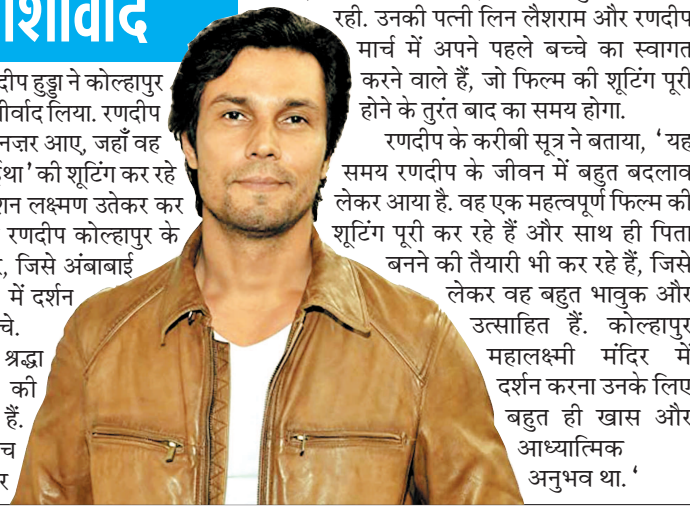 शीर्वाद
दीप हुड्डा ने कोल्हापुर
र्वाद लिया. रणदीप
नज़र आए, जहाँ वह
था' की शूटिंग कर रहे
शन लक्ष्मण उतेकर कर
रणदीप कोल्हापुर के
, जिसे अंबाबाई
में दर्शन
चे.
श्रद्धा
की
हैं.
च
र
रही. उनकी पत्नी लिन लैशराम और रणदीप
मार्च में अपने पहले बच्चे का स्वागत
करने वाले हैं, जो फिल्म की शूटिंग पूरी
होने के तुरंत बाद का समय होगा.
रणदीप के करीबी सूत्र ने बताया, ‘यह
समय रणदीप के जीवन में बहुत बदलाव
लेकर आया है. वह एक महत्वपूर्ण फिल्म की
शूटिंग पूरी कर रहे हैं और साथ ही पिता
बनने की तैयारी भी कर रहे हैं, जिसे
लेकर वह बहुत भावुक और
उत्साहित हैं. कोल्हापुर
महालक्ष्मी मंदिर में
दर्शन करना उनके लिए
बहुत ही खास और
आध्यात्मिक
अनुभव था. ‘